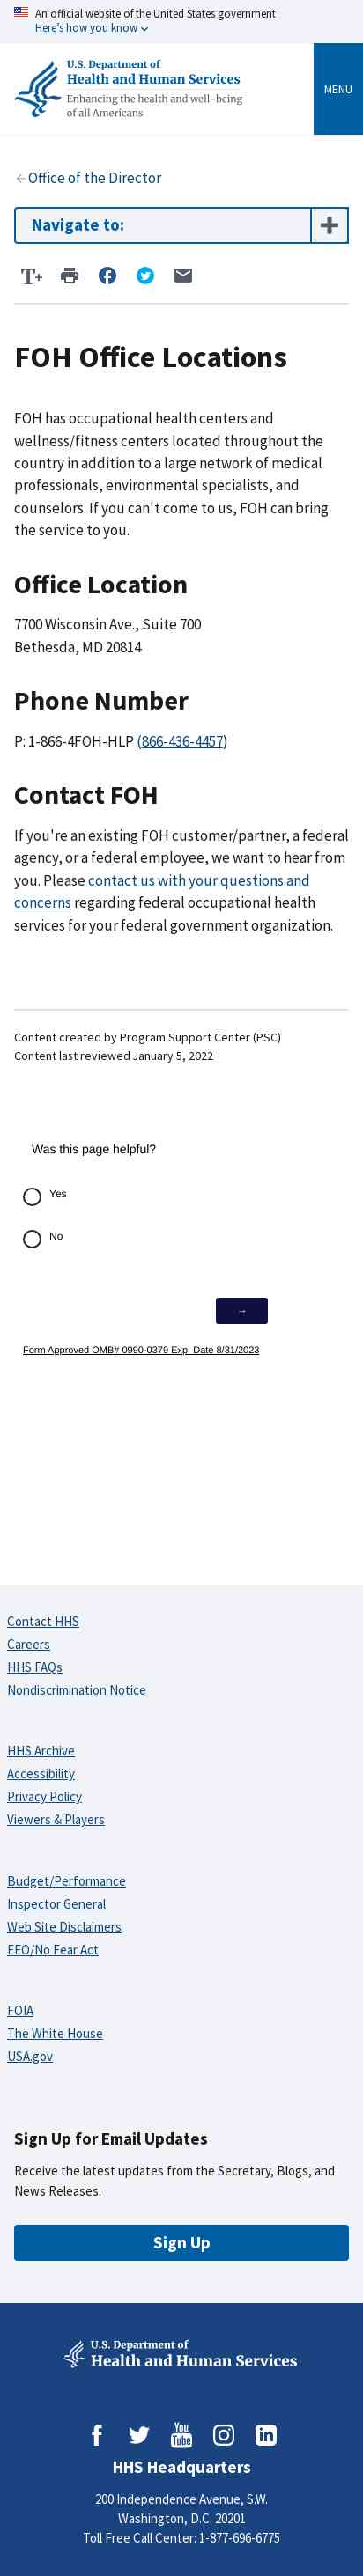 An official website of the United States government
Here's how you know
U.S. Department of
Health and Human Services
Enhancing the health and well-being
of all Americans
MENU
Office of the Director
Navigate to:
T+
FOH Office Locations
FOH has occupational health centers and
wellness/fitness centers located throughout the
country in addition to a large network of medical
professionals, environmental specialists, and
counselors. If you can't come to us, FOH can bring
the service to you.
Office Location
7700 Wisconsin Ave., Suite 700
Bethesda, MD 20814
Phone Number
P: 1-866-4FOH-HLP (866-436-4457)
Contact FOH
If you're an existing FOH customer/partner, a federal
agency, or a federal employee, we want to hear from
you. Please contact us with your questions and
concerns regarding federal occupational health
services for your federal government organization.
Content created by Program Support Center (PSC)
Content last reviewed January 5, 2022
Was this page helpful?
Yes
No
→
Form Approved OMB# 0990-0379 Exp. Date 8/31/2023
Contact HHS
Careers
HHS FAQs
Nondiscrimination Notice
HHS Archive
Accessibility
Privacy Policy
Viewers & Players
Budget/Performance
Inspector General
Web Site Disclaimers
EEO/No Fear Act
FOIA
The White House
USA.gov
Sign Up for Email Updates
Receive the latest updates from the Secretary, Blogs, and
News Releases.
Sign Up
U.S. Department of
Health and Human Services
You Tube
HHS Headquarters
200 Independence Avenue, S.W.
Washington, D.C. 20201
Toll Free Call Center: 1-877-696-6775